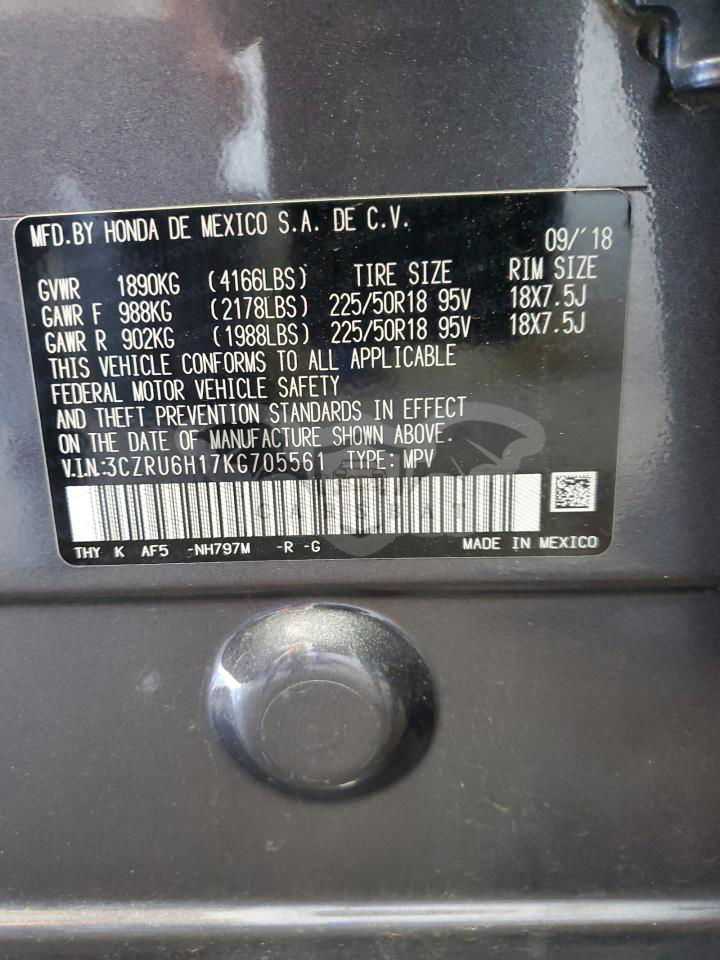 MFD.BY HONDA DE MEXICO S.A. DE C.V.
09/'18
GVWR 1890KG (4166LBS) TIRE SIZE RIM SIZE
GAWR F 988KG (2178LBS) 225/50R18 95V 18X7.5J
GAWR R 902KG (1988LBS) 225/50R18 95V 18X7.5J
THIS VEHICLE CONFORMS TO ALL APPLICABLE
FEDERAL MOTOR VEHICLE SAFETY
AND THEFT PREVENTION STANDARDS IN EFFECT
ON THE DATE OF MANUFACTURE SHOWN ABOVE.
V.I.N:3CZRU6H17KG705561 TYPE:MPV
THY K AF5 -NH797M -R -G MADE IN MEXICO